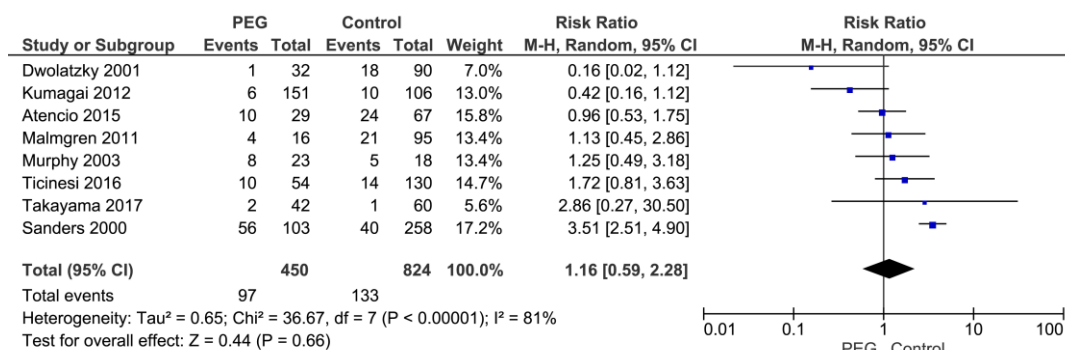 PEG Control Risk Ratio Risk Ratio
Study or Subgroup Events Total Events Total Weight M-H, Random, 95% CI M-H, Random, 95% CI
Dwolatzky 2001 1 32 18 90 7.0% 0.16 [0.02, 1.12]
Kumagai 2012 6 151 10 106 13.0% 0.42 [0.16, 1.12]
Atencio 2015 10 29 24 67 15.8% 0.96 [0.53, 1.75]
Malmgren 2011 4 16 21 95 13.4% 1.13 [0.45, 2.86]
Murphy 2003 8 23 5 18 13.4% 1.25 [0.49, 3.18]
Ticinesi 2016 10 54 14 130 14.7% 1.72 [0.81, 3.63]
Takayama 2017 2 42 1 60 5.6% 2.86 [0.27, 30.50]
Sanders 2000 56 103 40 258 17.2% 3.51 [2.51, 4.90]
Total (95% CI) 450 824 100.0% 1.16 [0.59, 2.28]
Total events 97 133
Heterogeneity: Tau² = 0.65; Chi² = 36.67, df = 7 (P < 0.00001); I² = 81%
Test for overall effect: Z = 0.44 (P = 0.66)
0.01 0.1 1 10 100
PEG Control